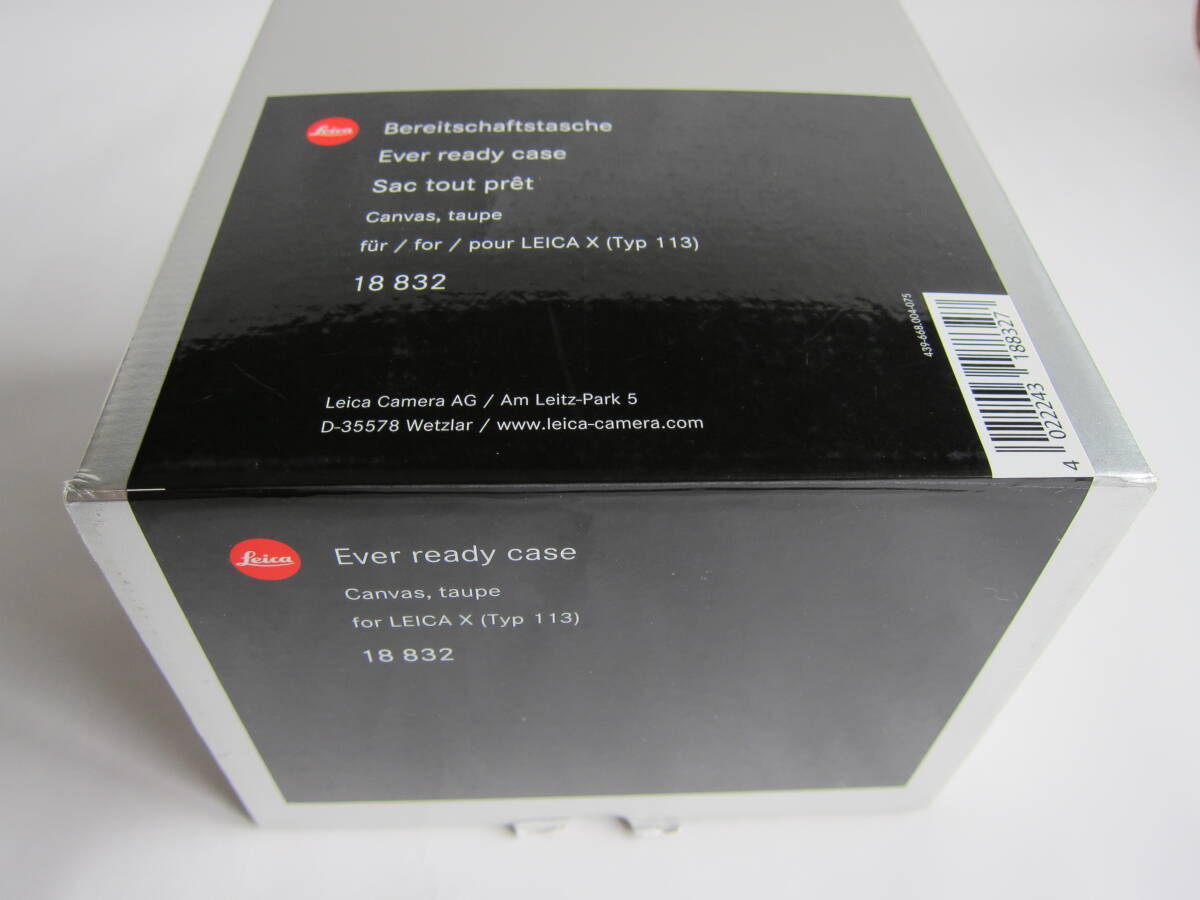 Leica
Bereitschaftstasche
Ever ready case
Sac tout prêt
Canvas, taupe
für / for / pour LEICA X (Typ 113)
18 832
439-668.004-075
4 022243 188327
Leica Camera AG / Am Leitz-Park 5
D-35578 Wetzlar / www.leica-camera.com
Leica
Ever ready case
Canvas, taupe
for LEICA X (Typ 113)
18 832